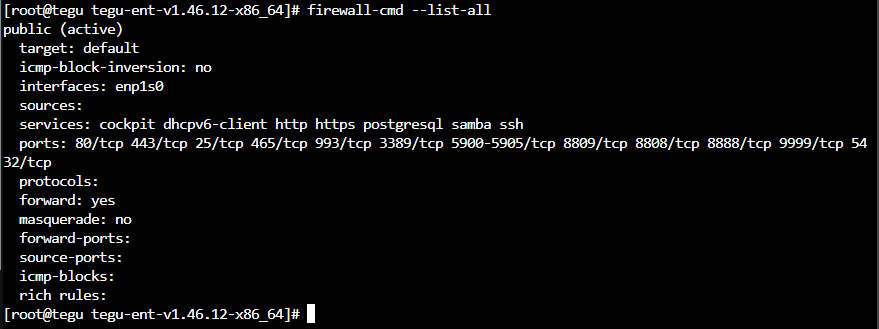 [root@tegu tegu-ent-v1.46.12-x86_64]# firewall-cmd --list-all
public (active)
  target: default
  icmp-block-inversion: no
  interfaces: enp1s0
  sources:
  services: cockpit dhcpv6-client http https postgresql samba ssh
  ports: 80/tcp 443/tcp 25/tcp 465/tcp 993/tcp 3389/tcp 5900-5905/tcp 8809/tcp 8808/tcp 8888/tcp 9999/tcp 54
32/tcp
  protocols:
  forward: yes
  masquerade: no
  forward-ports:
  source-ports:
  icmp-blocks:
  rich rules:
[root@tegu tegu-ent-v1.46.12-x86_64]#